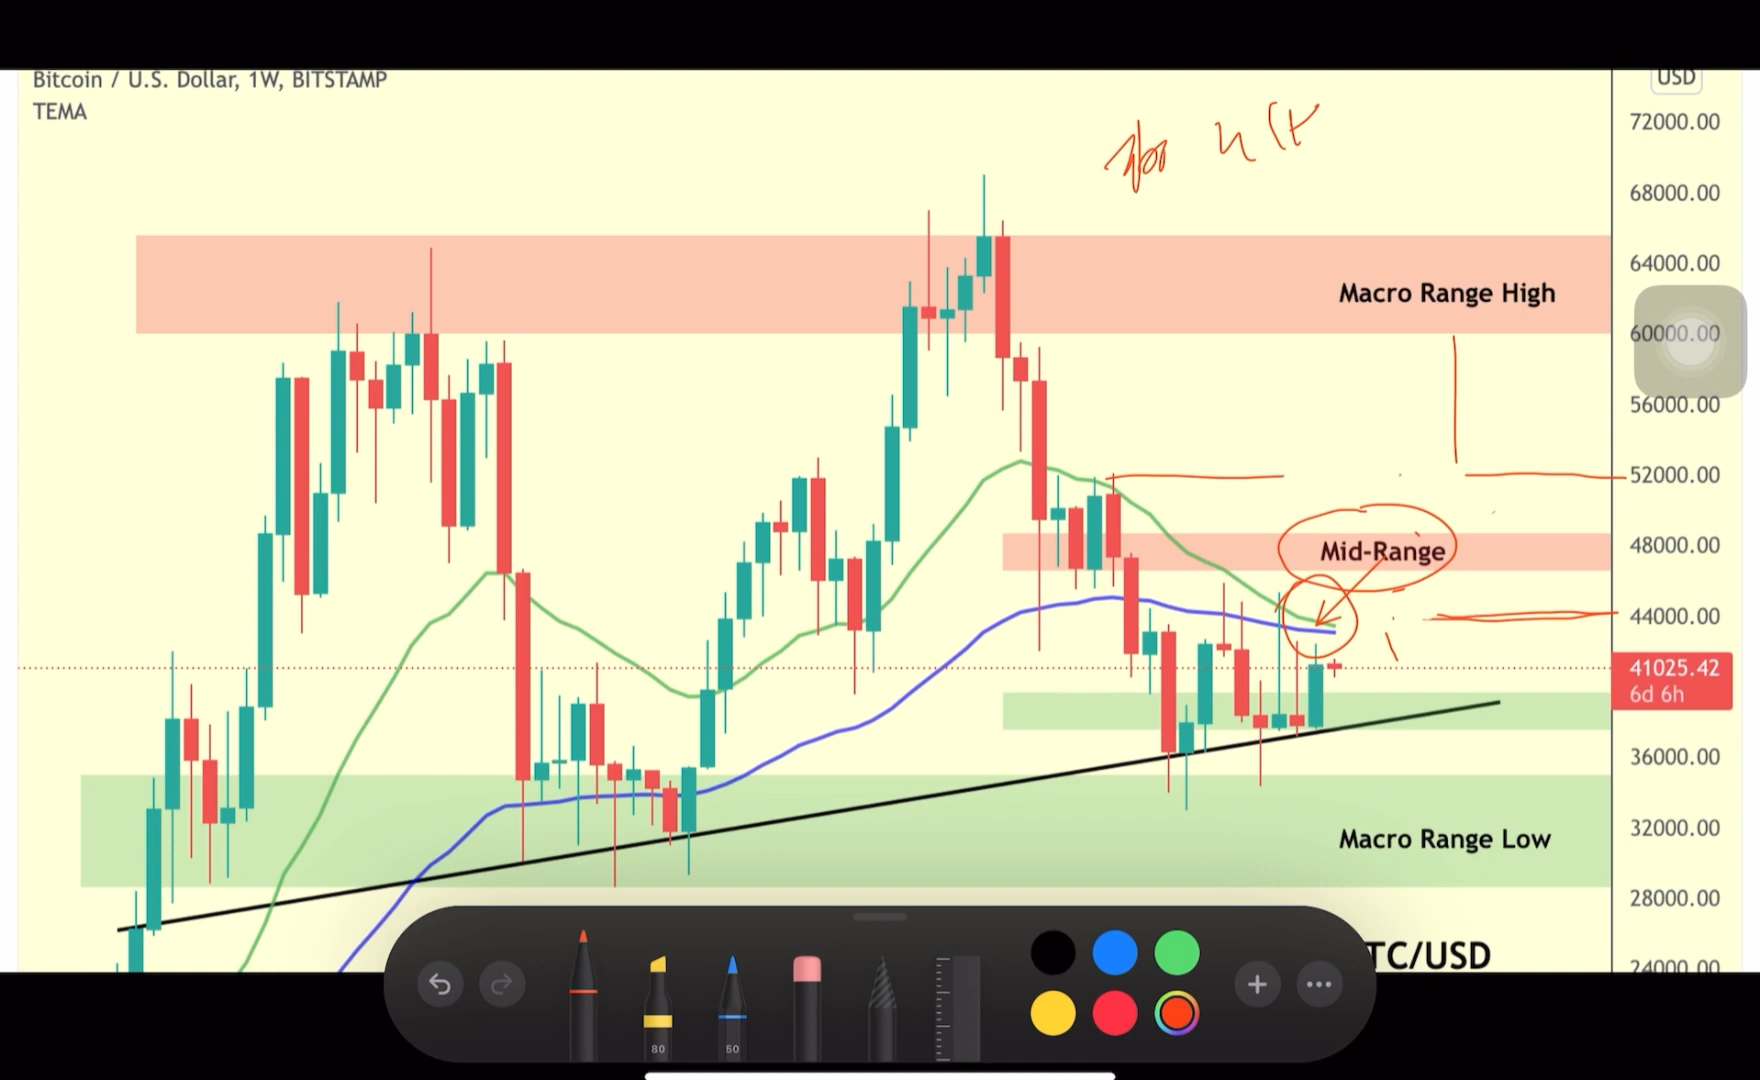 Bitcoin / U.S. Dollar, 1W, BITSTAMP
TEMA
USD
72000.00
68000.00
64000.00
Macro Range High
60000.00
56000.00
52000.00
48000.00
Mid-Range
44000.00
41025.42
6d 6h
36000.00
32000.00
Macro Range Low
28000.00
TC/USD
24000.00
80
50